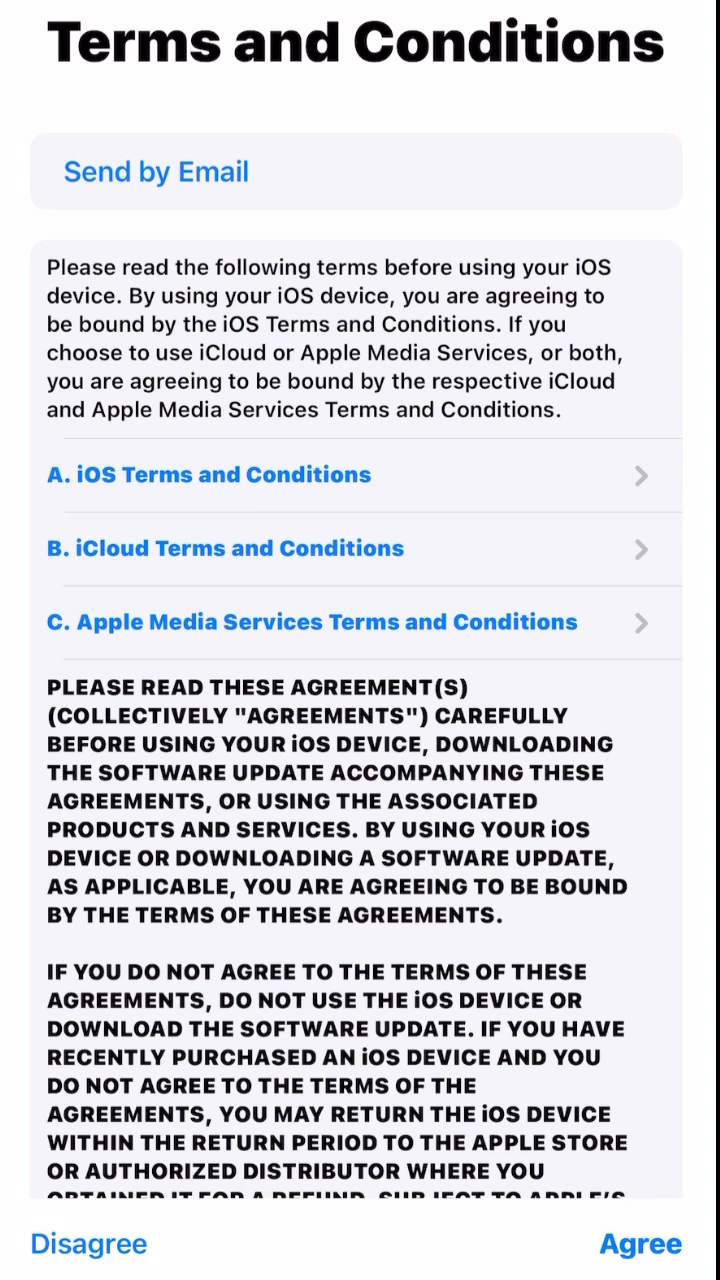 Terms and Conditions
Send by Email
Please read the following terms before using your iOS
device. By using your iOS device, you are agreeing to
be bound by the iOS Terms and Conditions. If you
choose to use iCloud or Apple Media Services, or both,
you are agreeing to be bound by the respective iCloud
and Apple Media Services Terms and Conditions.
A. iOS Terms and Conditions
B. iCloud Terms and Conditions
C. Apple Media Services Terms and Conditions
PLEASE READ THESE AGREEMENT(S)
(COLLECTIVELY "AGREEMENTS") CAREFULLY
BEFORE USING YOUR iOS DEVICE, DOWNLOADING
THE SOFTWARE UPDATE ACCOMPANYING THESE
AGREEMENTS, OR USING THE ASSOCIATED
PRODUCTS AND SERVICES. BY USING YOUR iOS
DEVICE OR DOWNLOADING A SOFTWARE UPDATE,
AS APPLICABLE, YOU ARE AGREEING TO BE BOUND
BY THE TERMS OF THESE AGREEMENTS.
IF YOU DO NOT AGREE TO THE TERMS OF THESE
AGREEMENTS, DO NOT USE THE iOS DEVICE OR
DOWNLOAD THE SOFTWARE UPDATE. IF YOU HAVE
RECENTLY PURCHASED AN iOS DEVICE AND YOU
DO NOT AGREE TO THE TERMS OF THE
AGREEMENTS, YOU MAY RETURN THE iOS DEVICE
WITHIN THE RETURN PERIOD TO THE APPLE STORE
OR AUTHORIZED DISTRIBUTOR WHERE YOU
OBTAINED IT FOR A REFUND, SUBJECT TO APPLE'S
Disagree
Agree